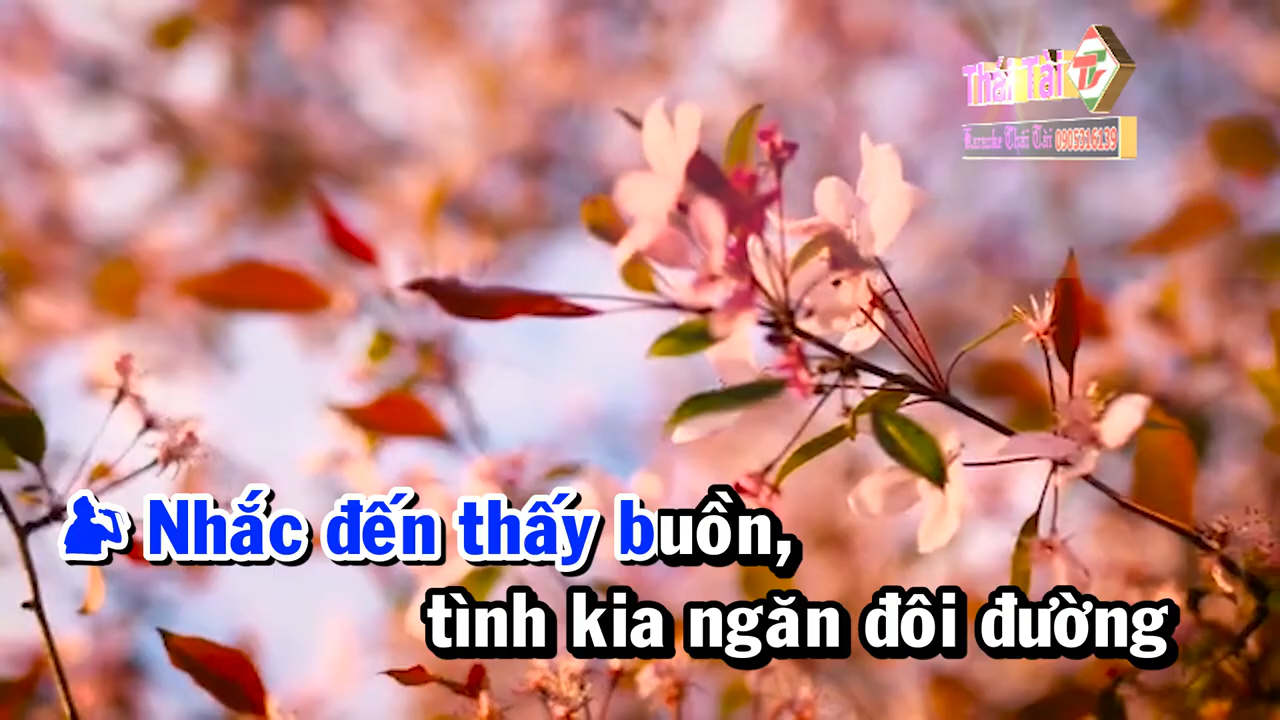 Thái Tài
Karaoke Thái Tài 0905316139
Nhắc đến thấy buồn,
tình kia ngăn đôi đường